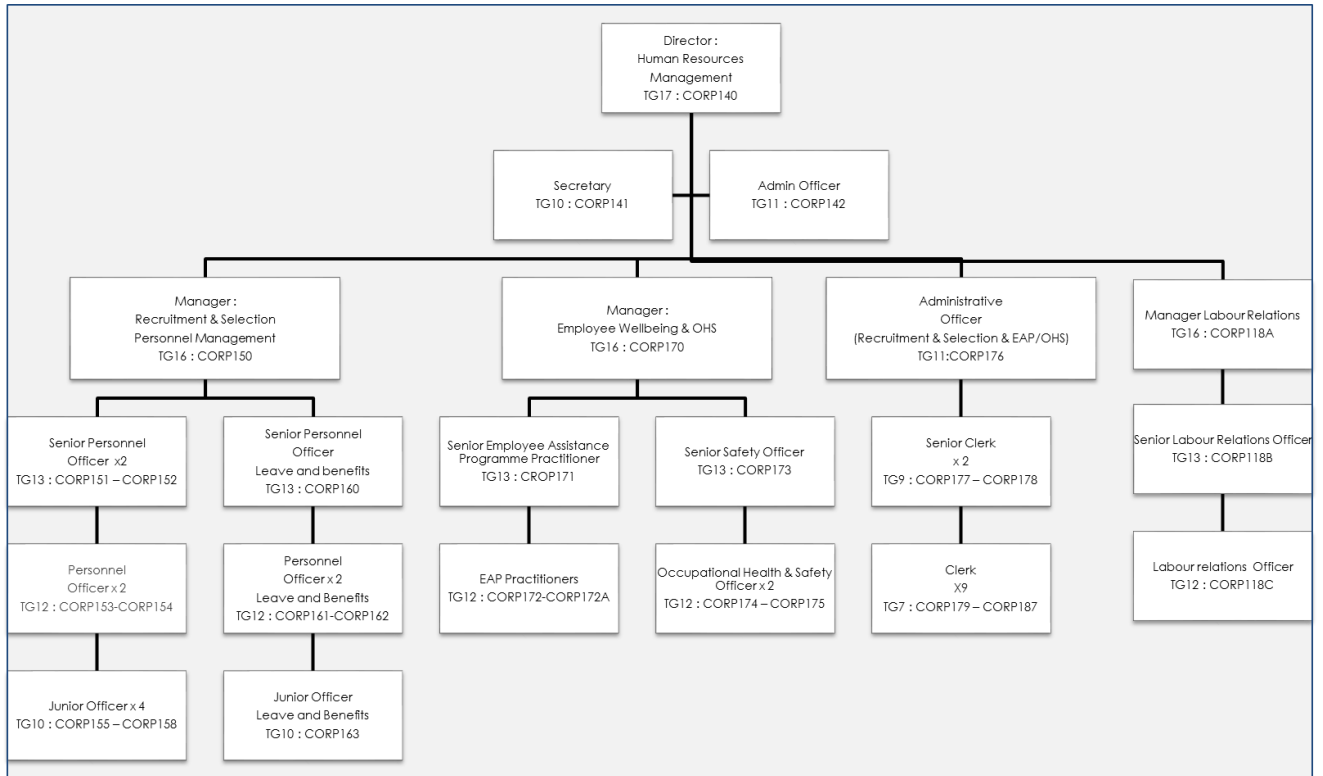 Director :
Human Resources
Management
TG17 : CORP140
Secretary
TG10 : CORP141
Admin Officer
TG11 : CORP142
Manager :
Recruitment & Selection
Personnel Management
TG16 : CORP150
Manager :
Employee Wellbeing & OHS
TG16 : CORP170
Administrative
Officer
(Recruitment & Selection & EAP/OHS)
TG11:CORP176
Manager Labour Relations
TG16 : CORP118A
Senior Personnel
Officer x2
TG13 : CORP151 – CORP152
Senior Personnel
Officer
Leave and benefits
TG13 : CORP160
Senior Employee Assistance
Programme Practitioner
TG13 : CROP171
Senior Safety Officer
TG13 : CORP173
Senior Clerk
x 2
TG9 : CORP177 – CORP178
Senior Labour Relations Officer
TG13 : CORP118B
Personnel
Officer x 2
TG12 : CORP153-CORP154
Personnel
Officer x 2
Leave and Benefits
TG12 : CORP161-CORP162
EAP Practitioners
TG12 : CORP172-CORP172A
Occupational Health & Safety
Officer x 2
TG12 : CORP174 – CORP175
Clerk
X9
TG7 : CORP179 – CORP187
Labour relations Officer
TG12 : CORP118C
Junior Officer x 4
TG10 : CORP155 – CORP158
Junior Officer
Leave and Benefits
TG10 : CORP163